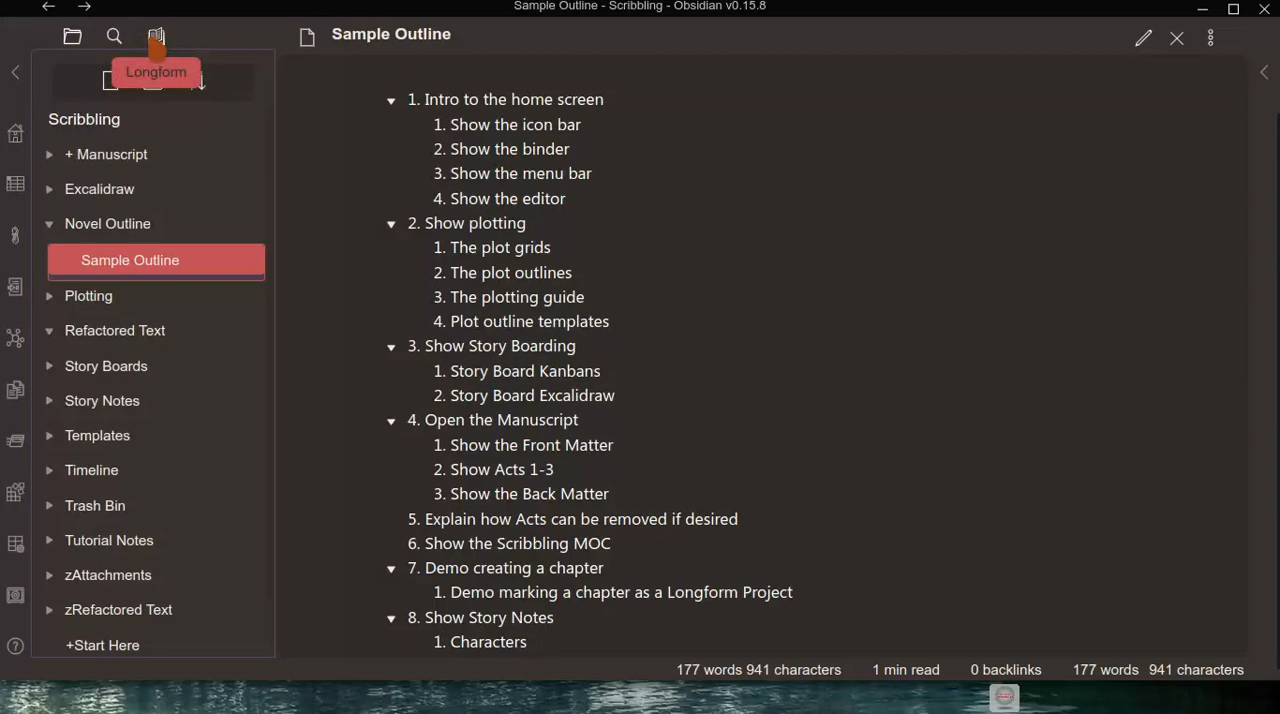 Sample Outline - Scribbling - Obsidian v0.15.8
Sample Outline
Longform
Scribbling
+ Manuscript
Excalidraw
Novel Outline
Sample Outline
Plotting
Refactored Text
Story Boards
Story Notes
Templates
Timeline
Trash Bin
Tutorial Notes
zAttachments
zRefactored Text
+Start Here
1. Intro to the home screen
1. Show the icon bar
2. Show the binder
3. Show the menu bar
4. Show the editor
2. Show plotting
1. The plot grids
2. The plot outlines
3. The plotting guide
4. Plot outline templates
3. Show Story Boarding
1. Story Board Kanbans
2. Story Board Excalidraw
4. Open the Manuscript
1. Show the Front Matter
2. Show Acts 1-3
3. Show the Back Matter
5. Explain how Acts can be removed if desired
6. Show the Scribbling MOC
7. Demo creating a chapter
1. Demo marking a chapter as a Longform Project
8. Show Story Notes
1. Characters
177 words 941 characters 1 min read 0 backlinks 177 words 941 characters